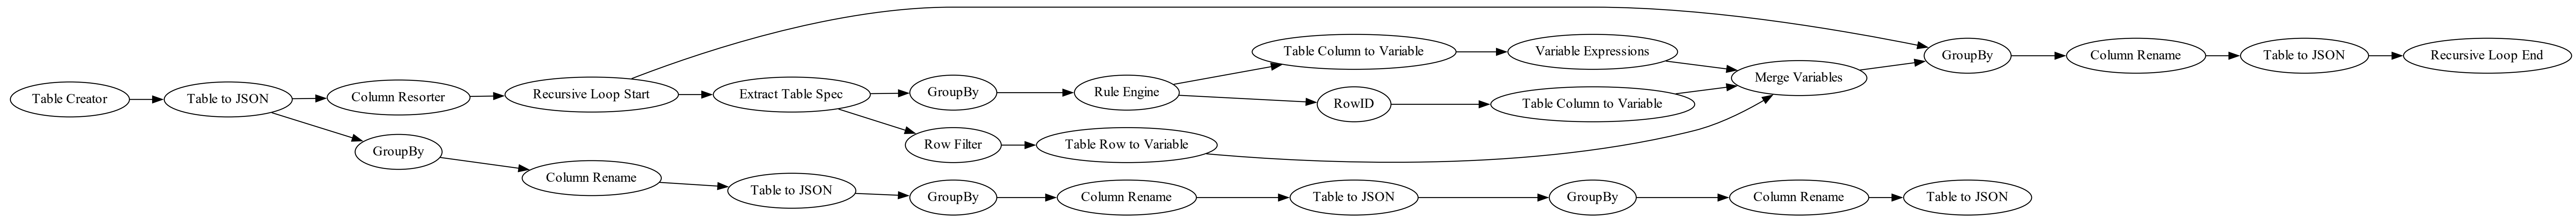 Table Creator
Table to JSON
Column Resorter
Recursive Loop Start
Extract Table Spec
GroupBy
Rule Engine
Table Column to Variable
Variable Expressions
RowID
Table Column to Variable
Merge Variables
GroupBy
Column Rename
Table to JSON
Recursive Loop End
Row Filter
Table Row to Variable
GroupBy
Column Rename
Table to JSON
GroupBy
Column Rename
Table to JSON
GroupBy
Column Rename
Table to JSON